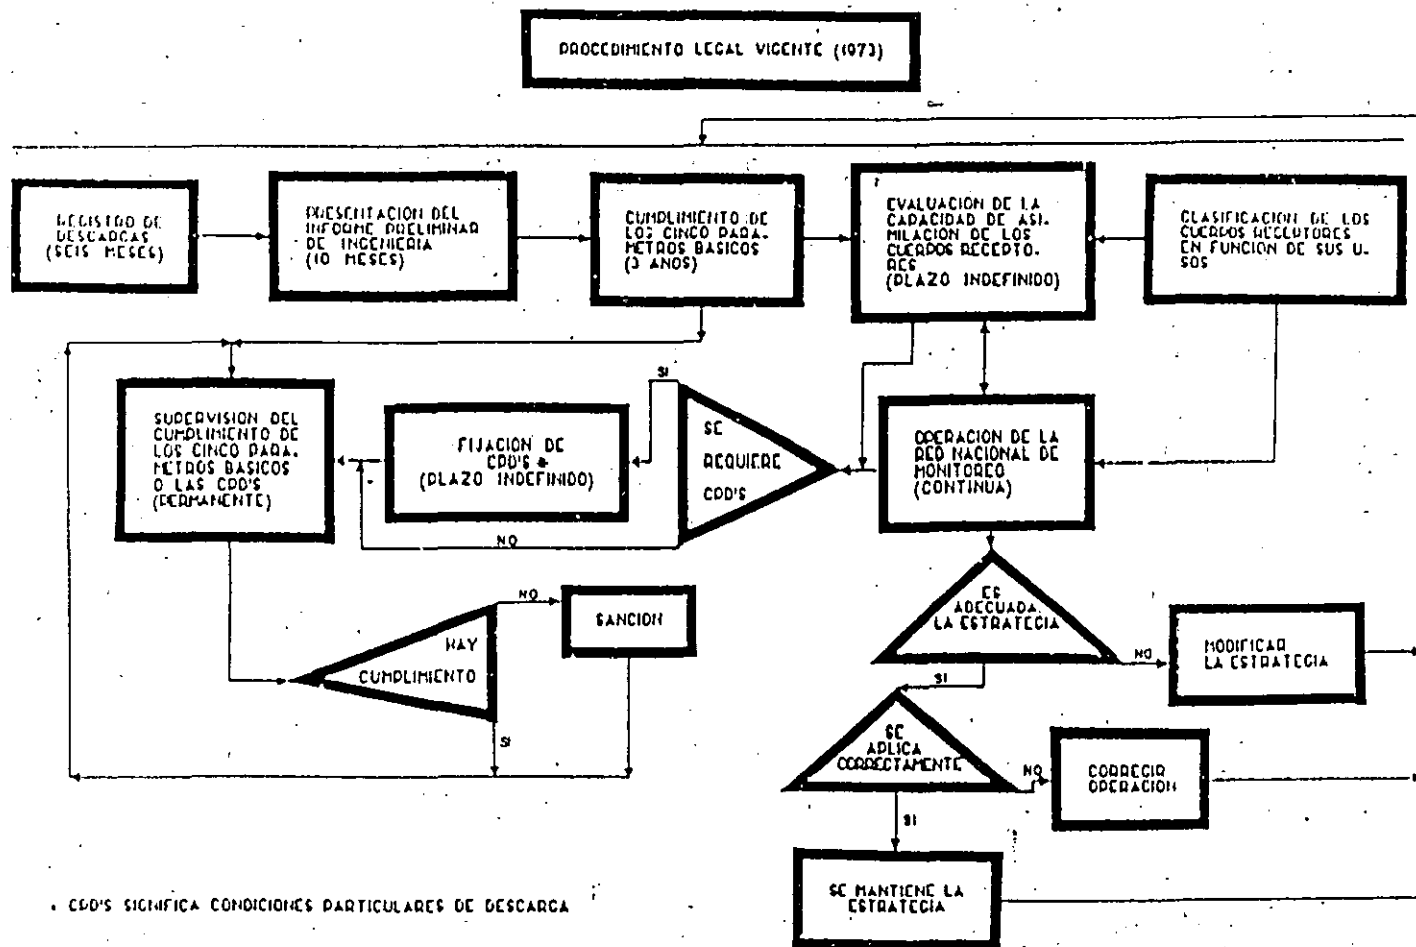 PROCEDIMIENTO LEGAL VIGENTE (1973)
REGISTRO DE
DESCARGAS
(SEIS MESES)
PRESENTACION DEL
INFORME PRELIMINAR
DE INGENIERIA
(10 MESES)
CUMPLIMIENTO DE
LOS CINCO PARA-
METROS BASICOS
(3 ANOS)
EVALUACION DE LA
CAPACIDAD DE ASI-
MILACION DE LOS
CUERPOS RECEPTO-
RES
(PLAZO INDEFINIDO)
CLASIFICACION DE LOS
CUERPOS RECEPTORES
EN FUNCION DE SUS U-
SOS
SUPERVISION DEL
CUMPLIMIENTO DE
LOS CINCO PARA-
METROS BASICOS
O LAS CPD'S
(PERMANENTE)
FIJACION DE
CPD'S *
(PLAZO INDEFINIDO)
SI
NO
SE
REQUIERE
CPD'S
OPERACION DE LA
RED NACIONAL DE
MONITOREO
(CONTINUA)
HAY
CUMPLIMIENTO
NO
SI
SANCION
ES
ADECUADA
LA ESTRATEGIA
NO
SI
MODIFICAR
LA ESTRATEGIA
SE
APLICA
CORRECTAMENTE
NO
SI
CORREGIR
OPERACION
SE MANTIENE LA
ESTRATEGIA
* CPD'S SIGNIFICA CONDICIONES PARTICULARES DE DESCARGA